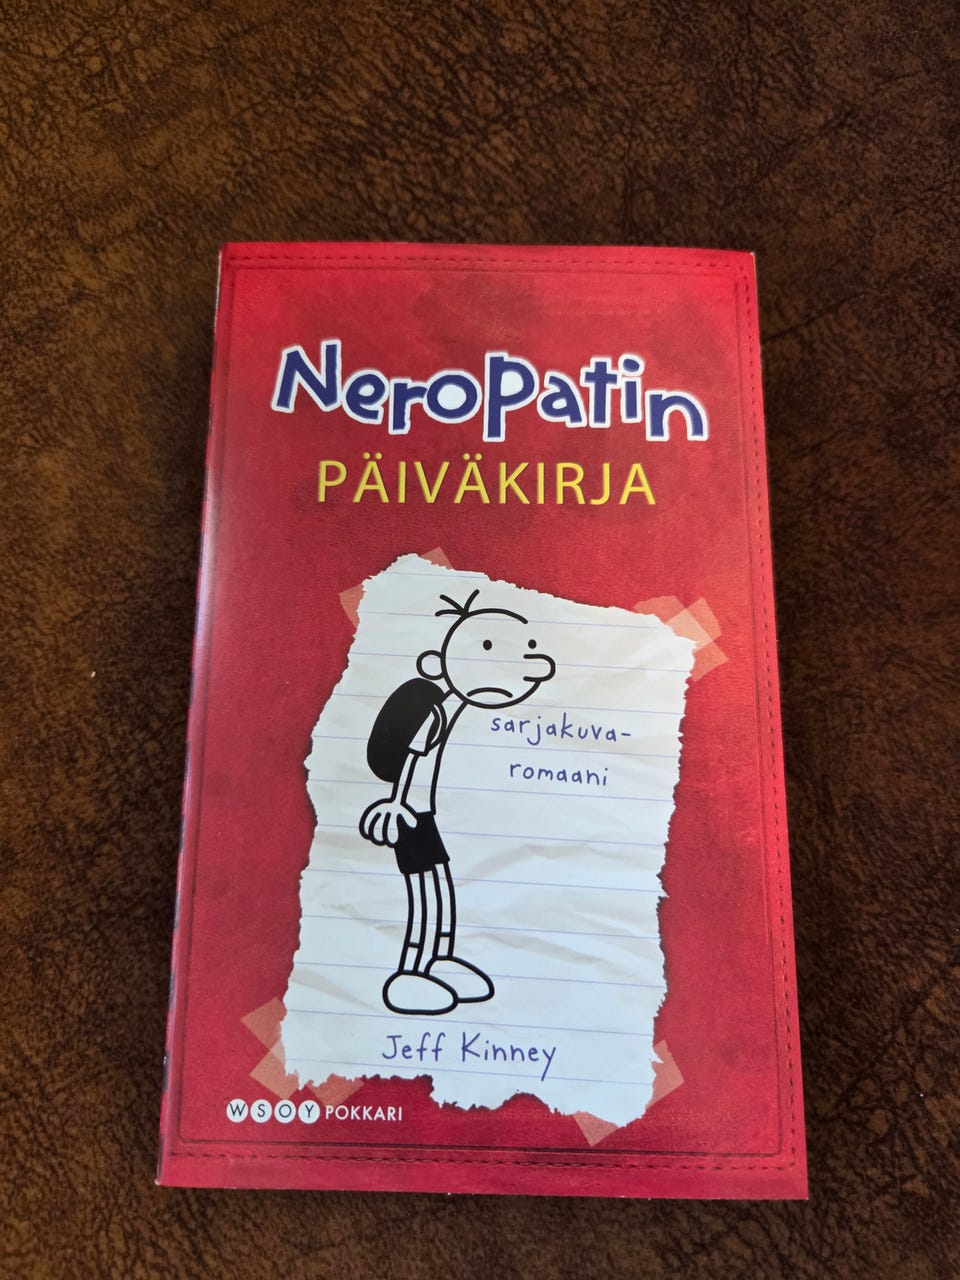 Neropatin
PÄIVÄKIRJA
sarjakuva-
romaani
Jeff Kinney
WSOY POKKARI